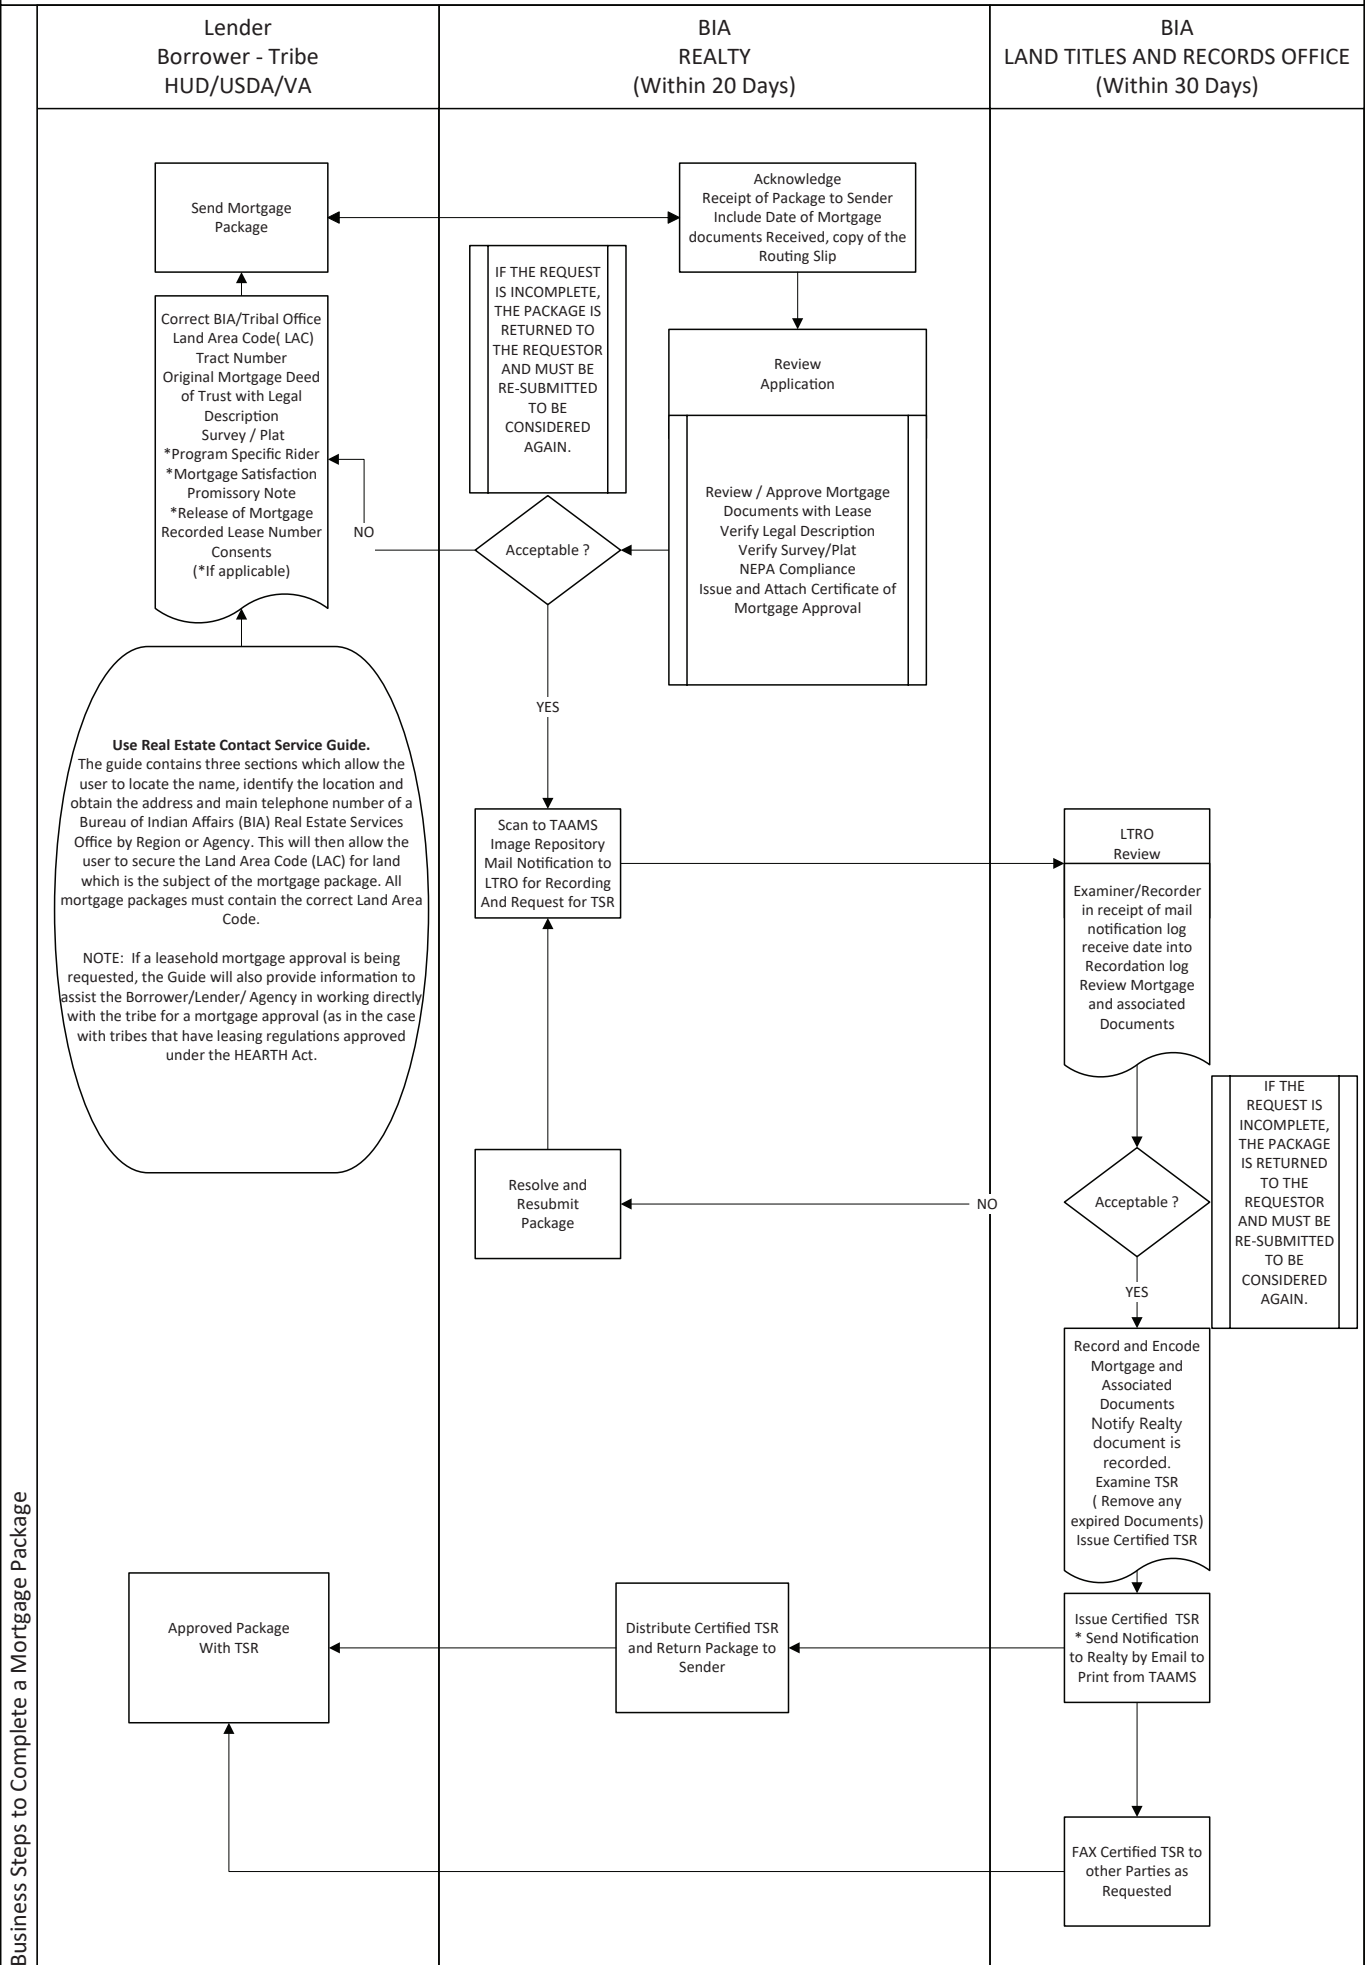 Business Steps to Complete a Mortgage Package
Lender
Borrower - Tribe
HUD/USDA/VA
BIA
REALTY
(Within 20 Days)
BIA
LAND TITLES AND RECORDS OFFICE
(Within 30 Days)
Send Mortgage
Package
Acknowledge
Receipt of Package to Sender
Include Date of Mortgage
documents Received, copy of the
Routing Slip
IF THE REQUEST
IS INCOMPLETE,
THE PACKAGE IS
RETURNED TO
THE REQUESTOR
AND MUST BE
RE-SUBMITTED
TO BE
CONSIDERED
AGAIN.
Correct BIA/Tribal Office
Land Area Code( LAC)
Tract Number
Original Mortgage Deed
of Trust with Legal
Description
Survey / Plat
*Program Specific Rider
*Mortgage Satisfaction
Promissory Note
*Release of Mortgage
Recorded Lease Number
Consents
(*If applicable)
Review
Application
Review / Approve Mortgage
Documents with Lease
Verify Legal Description
Verify Survey/Plat
NEPA Compliance
Issue and Attach Certificate of
Mortgage Approval
NO
Acceptable ?
YES
Use Real Estate Contact Service Guide.
The guide contains three sections which allow the
user to locate the name, identify the location and
obtain the address and main telephone number of a
Bureau of Indian Affairs (BIA) Real Estate Services
Office by Region or Agency. This will then allow the
user to secure the Land Area Code (LAC) for land
which is the subject of the mortgage package. All
mortgage packages must contain the correct Land Area
Code.
NOTE: If a leasehold mortgage approval is being
requested, the Guide will also provide information to
assist the Borrower/Lender/ Agency in working directly
with the tribe for a mortgage approval (as in the case
with tribes that have leasing regulations approved
under the HEARTH Act.
Scan to TAAMS
Image Repository
Mail Notification to
LTRO for Recording
And Request for TSR
LTRO
Review
Examiner/Recorder
in receipt of mail
notification log
receive date into
Recordation log
Review Mortgage
and associated
Documents
IF THE
REQUEST IS
INCOMPLETE,
THE PACKAGE
IS RETURNED
TO THE
REQUESTOR
AND MUST BE
RE-SUBMITTED
TO BE
CONSIDERED
AGAIN.
Resolve and
Resubmit
Package
NO
Acceptable ?
YES
Record and Encode
Mortgage and
Associated
Documents
Notify Realty
document is
recorded.
Examine TSR
( Remove any
expired Documents)
Issue Certified TSR
Approved Package
With TSR
Distribute Certified TSR
and Return Package to
Sender
Issue Certified TSR
* Send Notification
to Realty by Email to
Print from TAAMS
FAX Certified TSR to
other Parties as
Requested